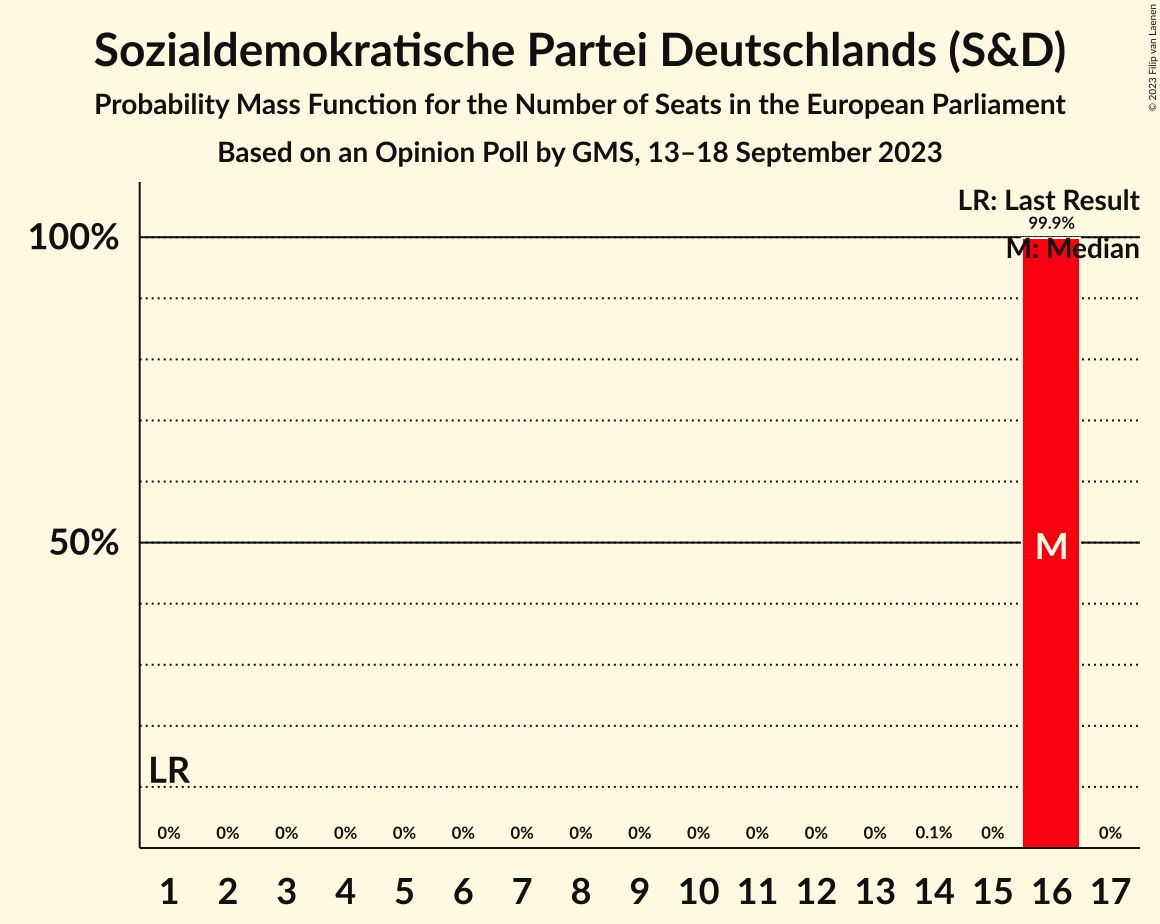 Sozialdemokratische Partei Deutschlands (S&D)
Probability Mass Function for the Number of Seats in the European Parliament
Based on an Opinion Poll by GMS, 13–18 September 2023
© 2023 Filip van Laenen
LR: Last Result
99.9%
100%
M: Median
50%
M
LR
0% 0% 0% 0% 0% 0% 0% 0% 0% 0% 0% 0% 0% 0.1% 0% 0%
1 2 3 4 5 6 7 8 9 10 11 12 13 14 15 16 17